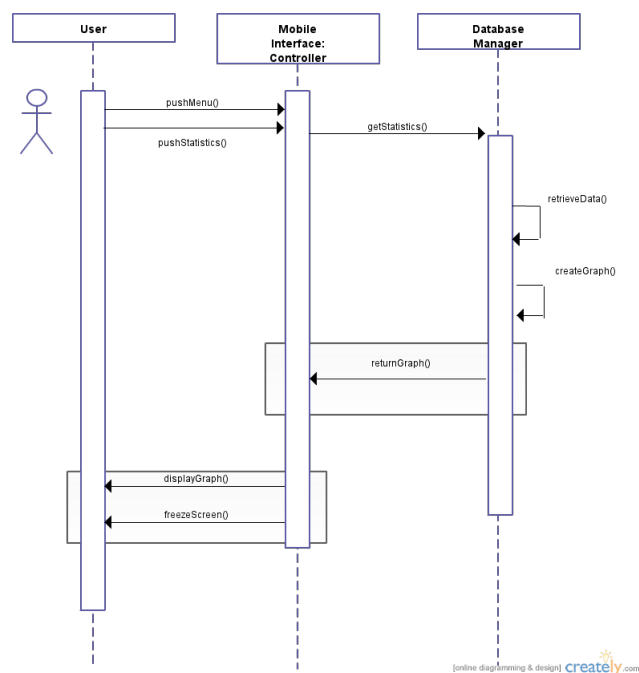 User
Mobile
Interface:
Controller
Database
Manager
pushMenu()
pushStatistics()
getStatistics()
retrieveData()
createGraph()
returnGraph()
displayGraph()
freezeScreen()
[online diagramming & design] creately.com